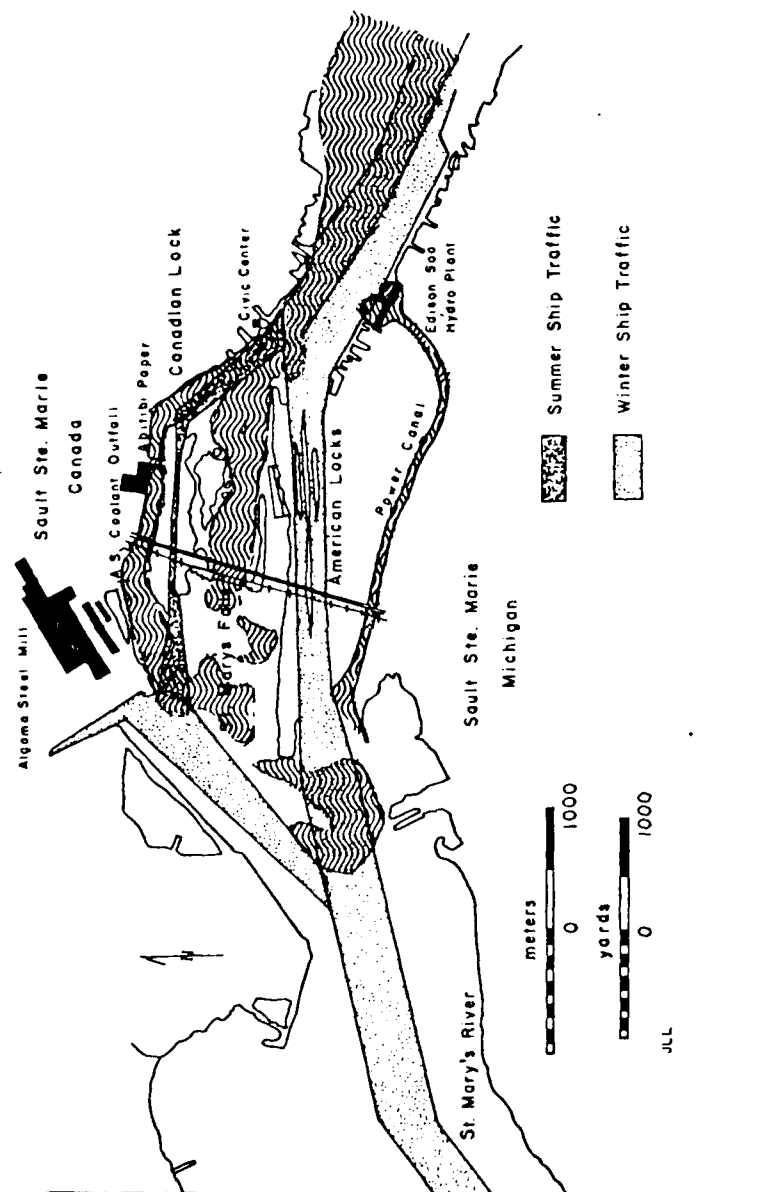 Algoma Steel Mill
Sault Ste. Marie
Canada
A. S. Coolant Outfall
Abitibi Paper
Canadian Lock
Civic Center
Marys
American Locks
Power Canal
Edison Soo
Hydro Plant
Sault Ste. Marie
Michigan
St. Mary's River
N
meters
0
1000
yards
0
1000
Summer Ship Traffic
Winter Ship Traffic
JLL